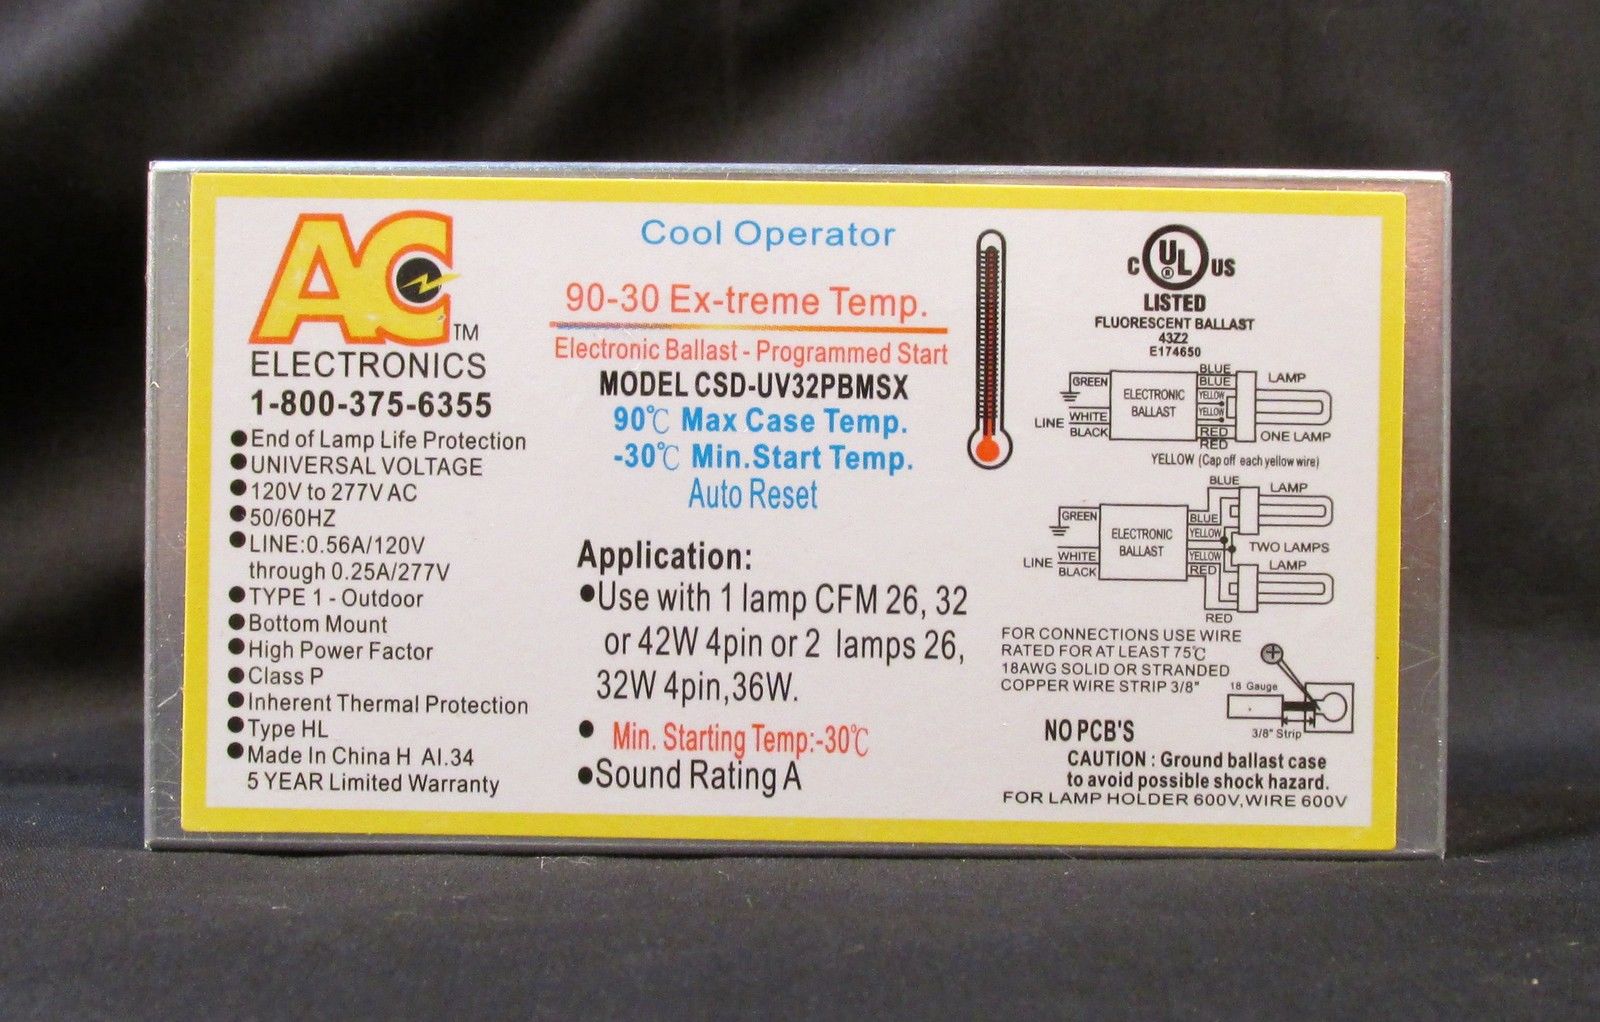 AC
TM
ELECTRONICS
1-800-375-6355
●End of Lamp Life Protection
●UNIVERSAL VOLTAGE
●120V to 277V AC
●50/60HZ
●LINE:0.56A/120V
through 0.25A/277V
●TYPE 1 - Outdoor
●Bottom Mount
●High Power Factor
●Class P
●Inherent Thermal Protection
●Type HL
●Made In China H AI.34
5 YEAR Limited Warranty
Cool Operator
90-30 Ex-treme Temp.
Electronic Ballast - Programmed Start
MODEL CSD-UV32PBMSX
90℃ Max Case Temp.
-30℃ Min.Start Temp.
Auto Reset
Application:
●Use with 1 lamp CFM 26, 32
or 42W 4pin or 2 lamps 26,
32W 4pin,36W.
● Min. Starting Temp:-30℃
●Sound Rating A
C UL ® US
LISTED
FLUORESCENT BALLAST
43Z2
E174650
GREEN
LINE
WHITE
BLACK
ELECTRONIC
BALLAST
BLUE
BLUE
YELLOW
YELLOW
RED
RED
LAMP
ONE LAMP
YELLOW (Cap off each yellow wire)
GREEN
LINE
WHITE
BLACK
ELECTRONIC
BALLAST
BLUE
BLUE
YELLOW
YELLOW
RED
RED
LAMP
TWO LAMPS
LAMP
FOR CONNECTIONS USE WIRE
RATED FOR AT LEAST 75℃
18AWG SOLID OR STRANDED
COPPER WIRE STRIP 3/8"
18 Gauge
3/8" Strip
NO PCB'S
CAUTION : Ground ballast case
to avoid possible shock hazard.
FOR LAMP HOLDER 600V,WIRE 600V